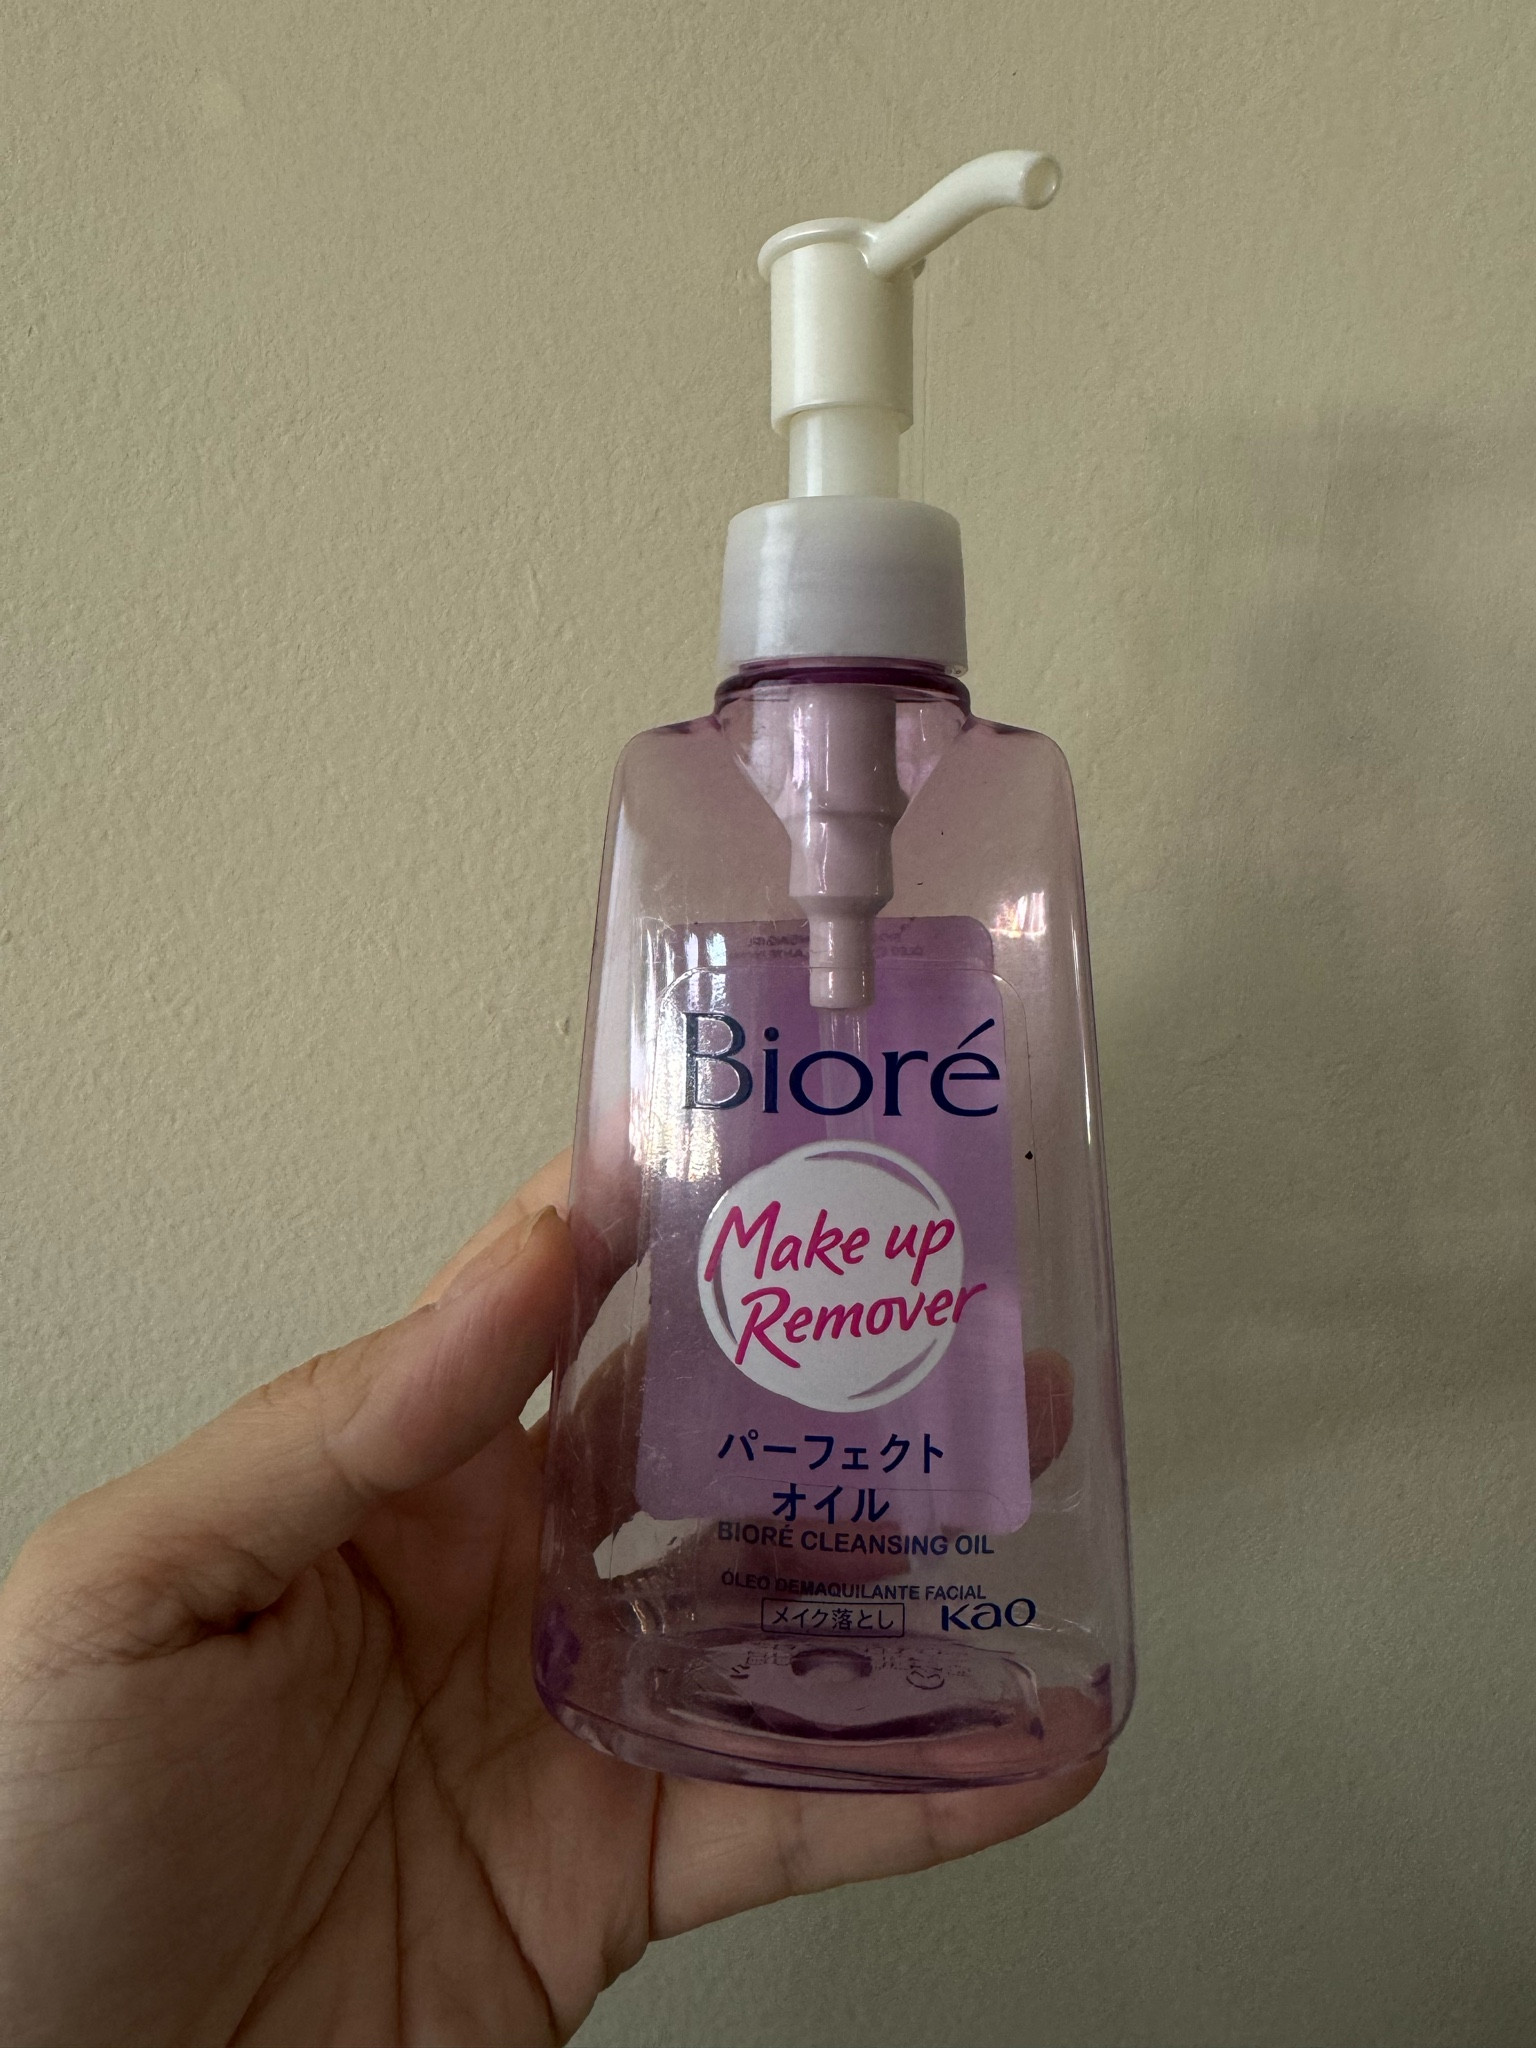 Bioré
Make up
Remover
パーフェクト
オイル
BIORÉ CLEANSING OIL
ÓLEO DEMAQUILANTE FACIAL
メイク落とし
Kao